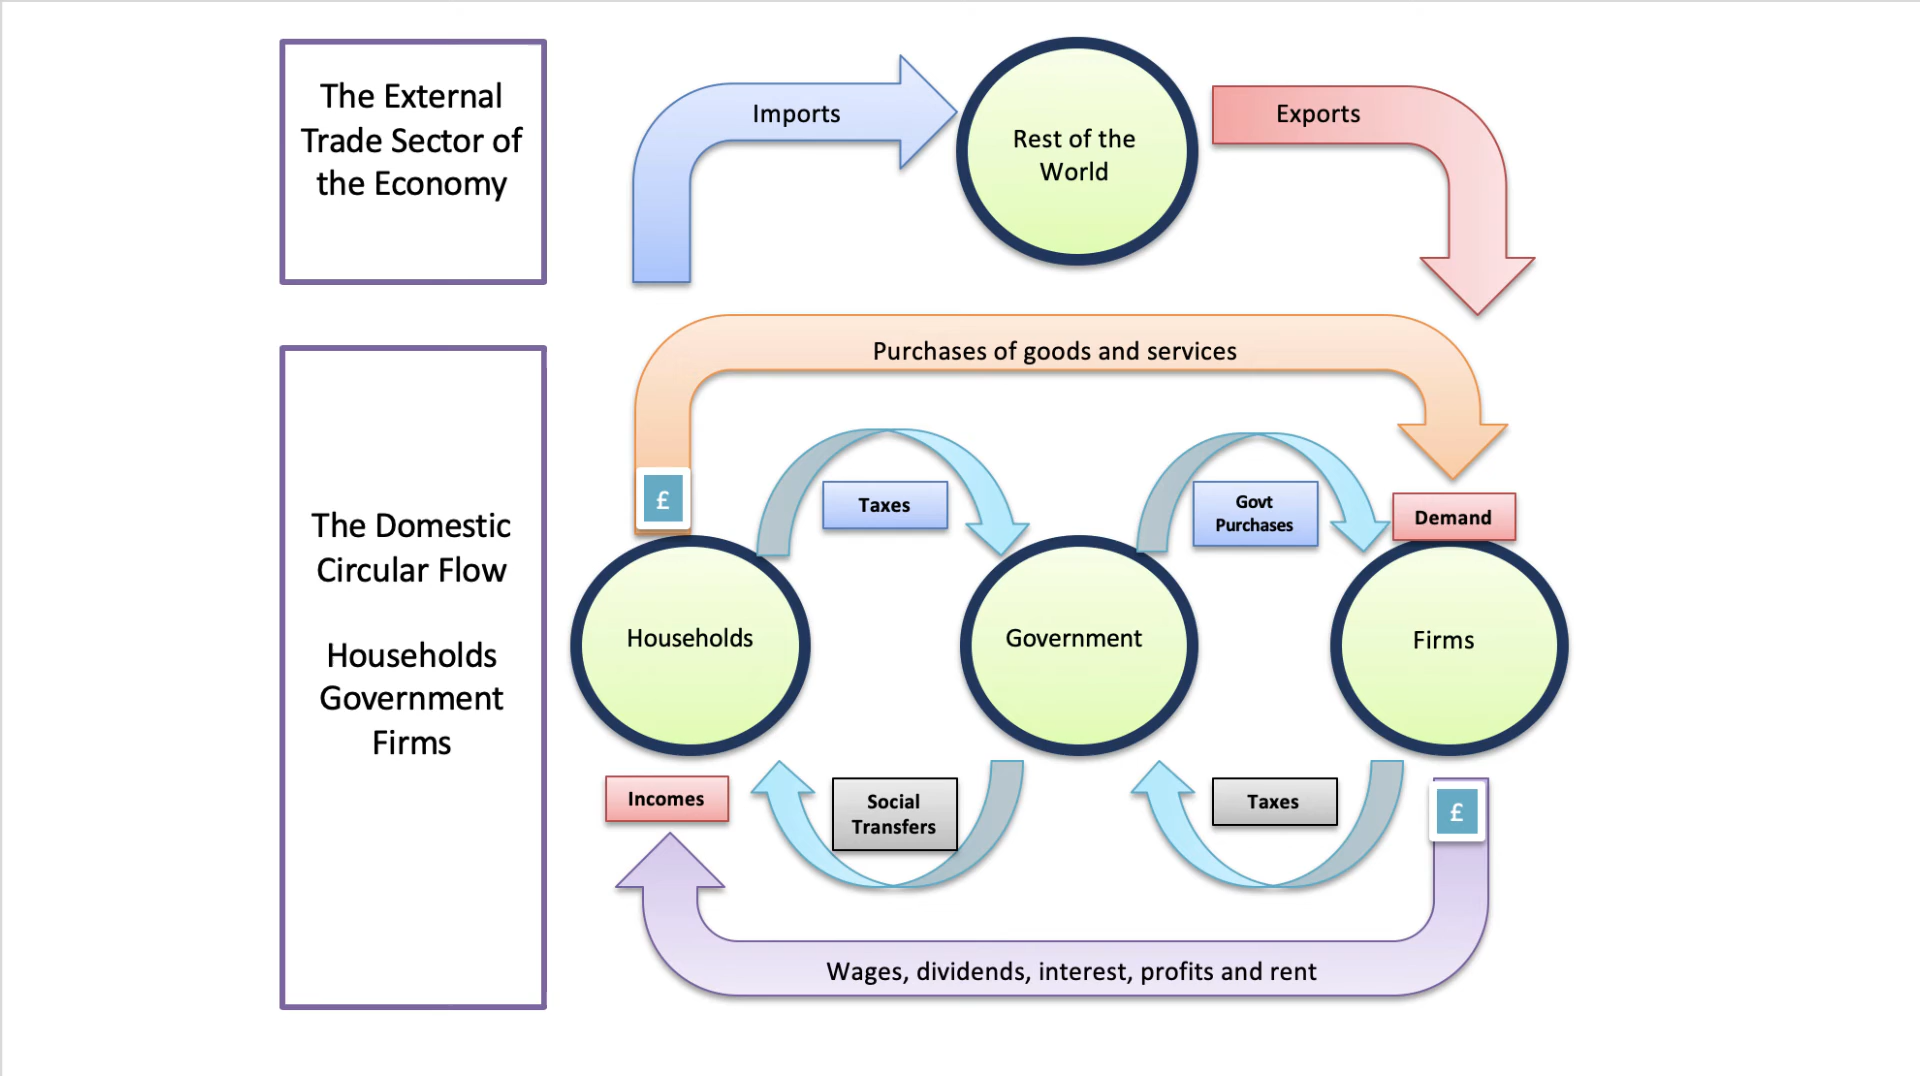 The External
Trade Sector of
the Economy
Imports
Rest of the
World
Exports
The Domestic
Circular Flow
Households
Government
Firms
Purchases of goods and services
£
Taxes
Govt
Purchases
Demand
Households
Government
Firms
Incomes
Social
Transfers
Taxes
£
Wages, dividends, interest, profits and rent